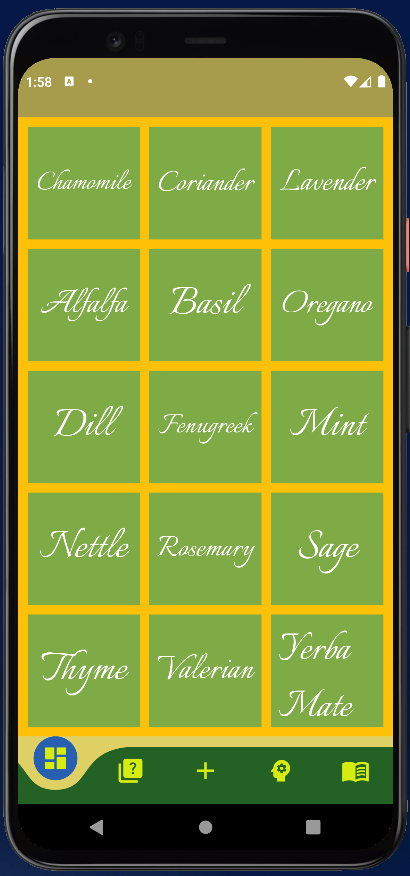 1:58
Chamomile Coriander Lavender
Alfalfa Basil Oregano
Dill Fenugreek Mint
Nettle Rosemary Sage
Thyme Valerian Yerba
Mate